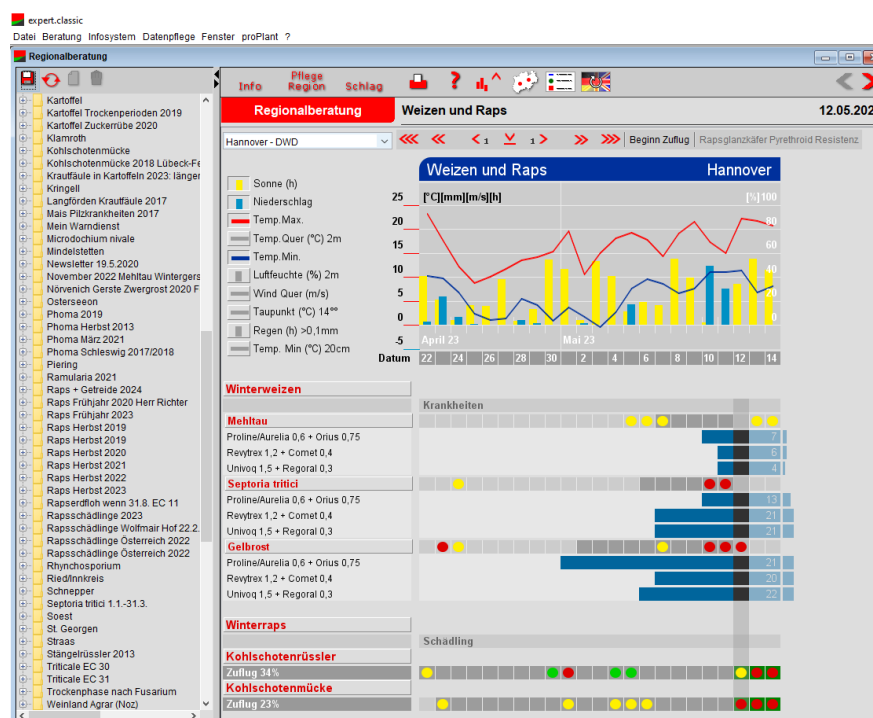 expert.classic
Datei Beratung Infosystem Datenpflege Fenster proPlant ?
Regionalberatung
Kartoffel
Kartoffel Trockenperioden 2019
Kartoffel Zuckerrübe 2020
Klamroth
Kohlschotenmücke
Kohlschotenmücke 2018 Lübeck-Fe
Krautfäule in Kartoffeln 2023: länger
Kringell
Langförden Krautfäule 2017
Mais Pilzkrankheiten 2017
Mein Warndienst
Microdochium nivale
Mindelstetten
Newsletter 19.5.2020
November 2022 Mehltau Wintergers
Nörvenich Gerste Zwergrost 2020 F
Osterseeon
Phoma 2019
Phoma Herbst 2013
Phoma März 2021
Phoma Schleswig 2017/2018
Piering
Ramularia 2021
Raps + Getreide 2024
Raps Frühjahr 2020 Herr Richter
Raps Frühjahr 2023
Raps Herbst 2019
Raps Herbst 2019
Raps Herbst 2020
Raps Herbst 2021
Raps Herbst 2022
Raps Herbst 2023
Rapserdfloh wenn 31.8. EC 11
Rapsschädlinge 2023
Rapsschädlinge Wolfmair Hof 22.2.
Rapsschädlinge Österreich 2022
Rapsschädlinge Österreich 2022
Rhynchosporium
Ried/Innkreis
Schnepper
Septoria tritici 1.1.-31.3.
Soest
St. Georgen
Straas
Stängelrüssler 2013
Triticale EC 30
Triticale EC 31
Trockenphase nach Fusarium
Weinland Agrar (Noz)
Info Pflege Region Schlag ?
Regionalberatung Weizen und Raps 12.05.202
Hannover - DWD 1 1 Beginn Zuflug Rapsglanzkäfer Pyrethroid Resistenz
Weizen und Raps Hannover
[°C][mm][m/s][h] [%] 100
Sonne (h)
Niederschlag
Temp.Max.
Temp.Quer (°C) 2m
Temp.Min.
Luftfeuchte (%) 2m
Wind Quer (m/s)
Taupunkt (°C) 14°°
Regen (h) >0,1mm
Temp. Min (°C) 20cm
25
20 80
15 60
10 40
5 20
0 0
-5 April 23 Mai 23
Datum 22 24 26 28 30 2 4 6 8 10 12 14
Winterweizen
Krankheiten
Mehltau
Proline/Aurelia 0,6 + Orius 0,75 7
Revytrex 1,2 + Comet 0,4 6
Univoq 1,5 + Regoral 0,3 4
Septoria tritici
Proline/Aurelia 0,6 + Orius 0,75 13
Revytrex 1,2 + Comet 0,4 21
Univoq 1,5 + Regoral 0,3 21
Gelbrost
Proline/Aurelia 0,6 + Orius 0,75 21
Revytrex 1,2 + Comet 0,4 20
Univoq 1,5 + Regoral 0,3 22
Winterraps
Schädling
Kohlschotenrüssler
Zuflug 34%
Kohlschotenmücke
Zuflug 23%